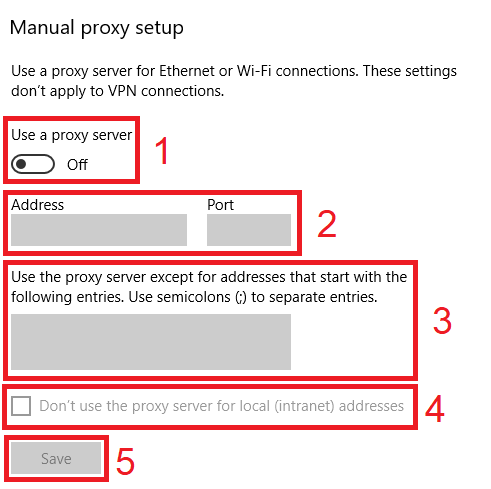 Manual proxy setup
Use a proxy server for Ethernet or Wi-Fi connections. These settings
don't apply to VPN connections.
Use a proxy server
Off
1
Address Port
2
Use the proxy server except for addresses that start with the
following entries. Use semicolons (;) to separate entries.
3
Don't use the proxy server for local (intranet) addresses
4
Save
5